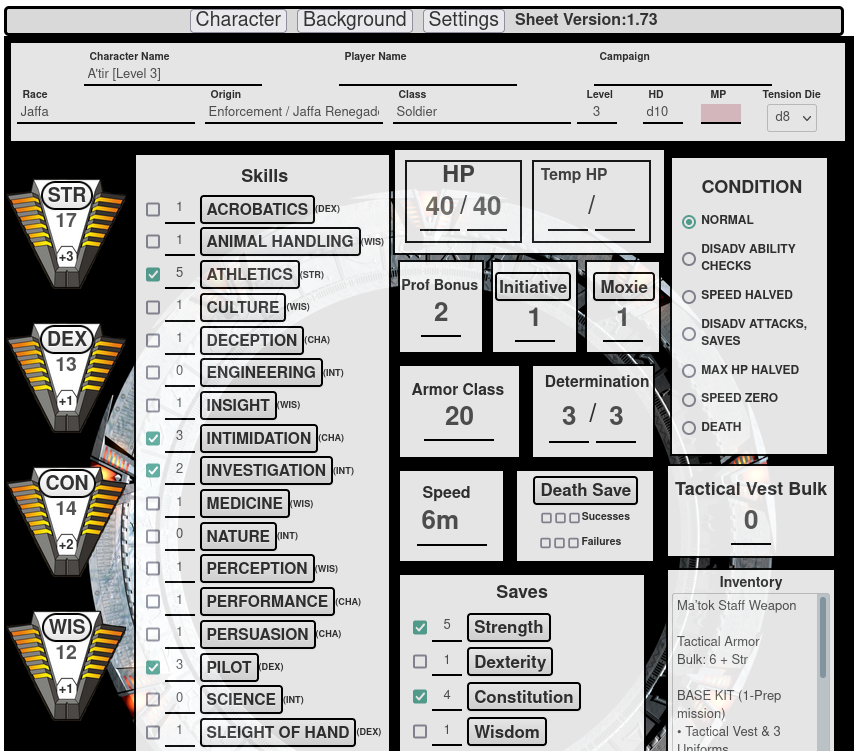 Character Background Settings Sheet Version:1.73
Character Name Player Name Campaign
A'tir [Level 3]
Race Origin Class Level HD MP Tension Die
Jaffa Enforcement / Jaffa Renegad Soldier 3 d10 d8
STR
17
+3
DEX
13
+1
CON
14
+2
WIS
12
+1
Skills
1 ACROBATICS (DEX)
1 ANIMAL HANDLING (WIS)
5 ATHLETICS (STR)
1 CULTURE (WIS)
1 DECEPTION (CHA)
0 ENGINEERING (INT)
1 INSIGHT (WIS)
3 INTIMIDATION (CHA)
2 INVESTIGATION (INT)
1 MEDICINE (WIS)
0 NATURE (INT)
1 PERCEPTION (WIS)
1 PERFORMANCE (CHA)
1 PERSUASION (CHA)
3 PILOT (DEX)
0 SCIENCE (INT)
1 SLEIGHT OF HAND (DEX)
HP
40 / 40
Temp HP
/
Prof Bonus
2
Initiative
1
Moxie
1
Armor Class
20
Determination
3 / 3
Speed
6m
Death Save
Sucesses
Failures
Saves
5 Strength
1 Dexterity
4 Constitution
1 Wisdom
CONDITION
NORMAL
DISADV ABILITY
CHECKS
SPEED HALVED
DISADV ATTACKS,
SAVES
MAX HP HALVED
SPEED ZERO
DEATH
Tactical Vest Bulk
0
Inventory
Ma'tok Staff Weapon
Tactical Armor
Bulk: 6 + Str
BASE KIT (1-Prep
mission)
• Tactical Vest & 3
Uniforms